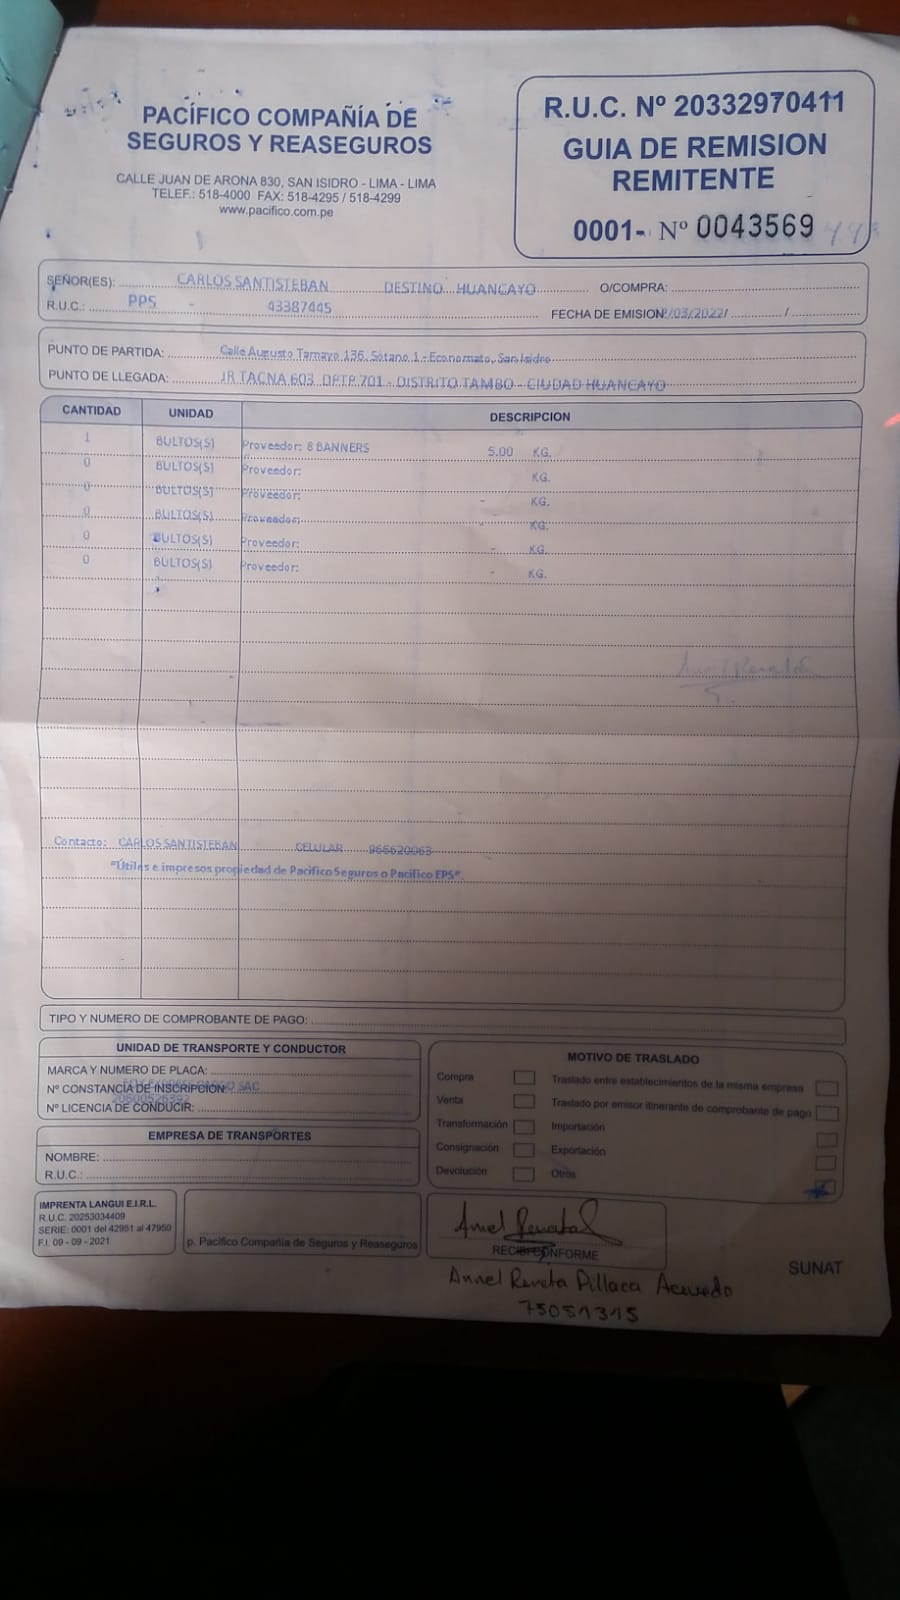 PACÍFICO COMPAÑÍA DE
SEGUROS Y REASEGUROS
CALLE JUAN DE ARONA 830, SAN ISIDRO - LIMA - LIMA
TELEF.: 518-4000 FAX: 518-4295 / 518-4299
www.pacifico.com.pe
R.U.C. Nº 20332970411
GUIA DE REMISION
REMITENTE
0001- Nº 0043569
SEÑOR(ES): CARLOS SANTISTEBAN DESTINO HUANCAYO O/COMPRA:
R.U.C.: PPS - 43387445 FECHA DE EMISION: /03/2022/ /
PUNTO DE PARTIDA: Calle Augusto Tamayo 136, Sotano 1 - Economato, San Isidro
PUNTO DE LLEGADA: JR TACNA 603 DPTP 701 - DISTRITO TAMBO - CIUDAD HUANCAYO
CANTIDAD UNIDAD DESCRIPCION
1 BULTOS(S) Proveedor: 8 BANNERS 5.00 KG.
0 BULTOS(S) Proveedor: KG.
0 BULTOS(S) Proveedor: - KG.
0 BULTOS(S) Proveedor: - KG.
0 BULTOS(S) Proveedor: - KG.
0 BULTOS(S) Proveedor: - KG.
Contacto: CARLOS SANTISTEBAN CELULAR 966620063
"Útiles e impresos propiedad de Pacifico Seguros o Pacifico EPS"
TIPO Y NUMERO DE COMPROBANTE DE PAGO:
UNIDAD DE TRANSPORTE Y CONDUCTOR
MARCA Y NUMERO DE PLACA:
Nº CONSTANCIA DE INSCRIPCION: SAC
Nº LICENCIA DE CONDUCIR:
EMPRESA DE TRANSPORTES
NOMBRE:
R.U.C.:
MOTIVO DE TRASLADO
Compra Traslado entre establecimientos de la misma empresa
Venta Traslado por emisor itinerante de comprobante de pago
Transformación Importación
Consignación Exportación
Devolución Otros
IMPRENTA LANGUI E.I.R.L.
R.U.C. 20253034409
SERIE: 0001 del 42951 al 47950
F.I. 09 - 09 - 2021
p. Pacífico Compañía de Seguros y Reaseguros
RECIBI CONFORME
SUNAT
Annel Renata Pillaca Acevedo
75051315